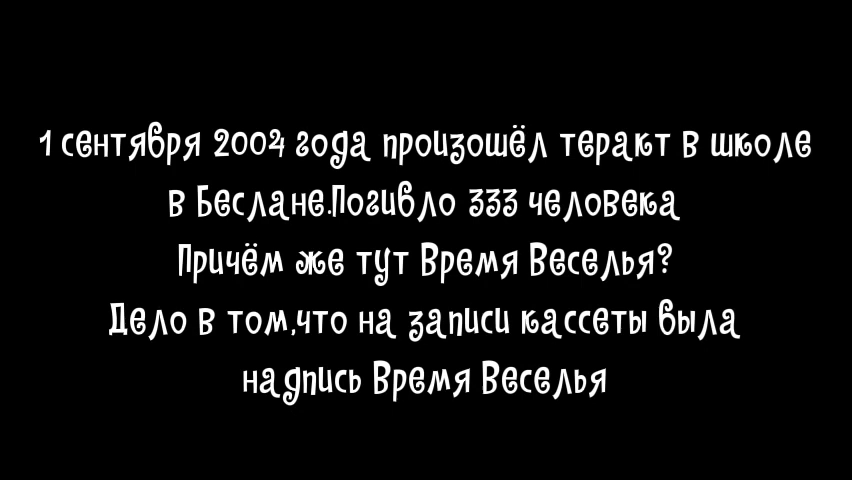 1 сентября 2004 года произошёл теракт в школе
в Беслане.Погибло 333 человека
Причём же тут Время Веселья?
Дело в том,что на записи кассеты была
надпись Время Веселья